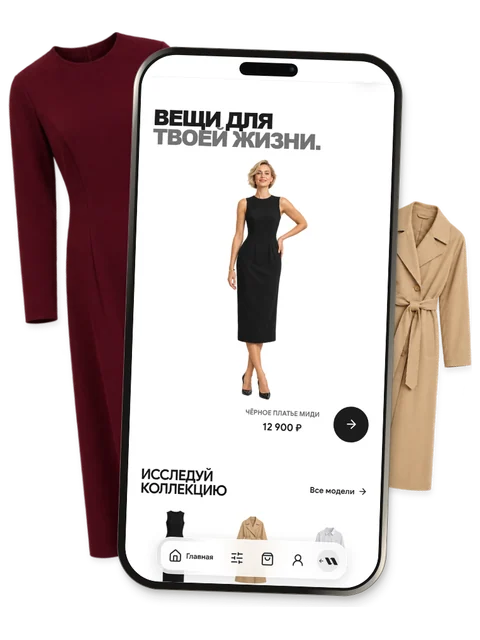 ВЕЩИ ДЛЯ
ТВОЕЙ ЖИЗНИ.
ЧЁРНОЕ ПЛАТЬЕ МИДИ
12 900 ₽
ИССЛЕДУЙ
КОЛЛЕКЦИЮ
Все модели
Главная